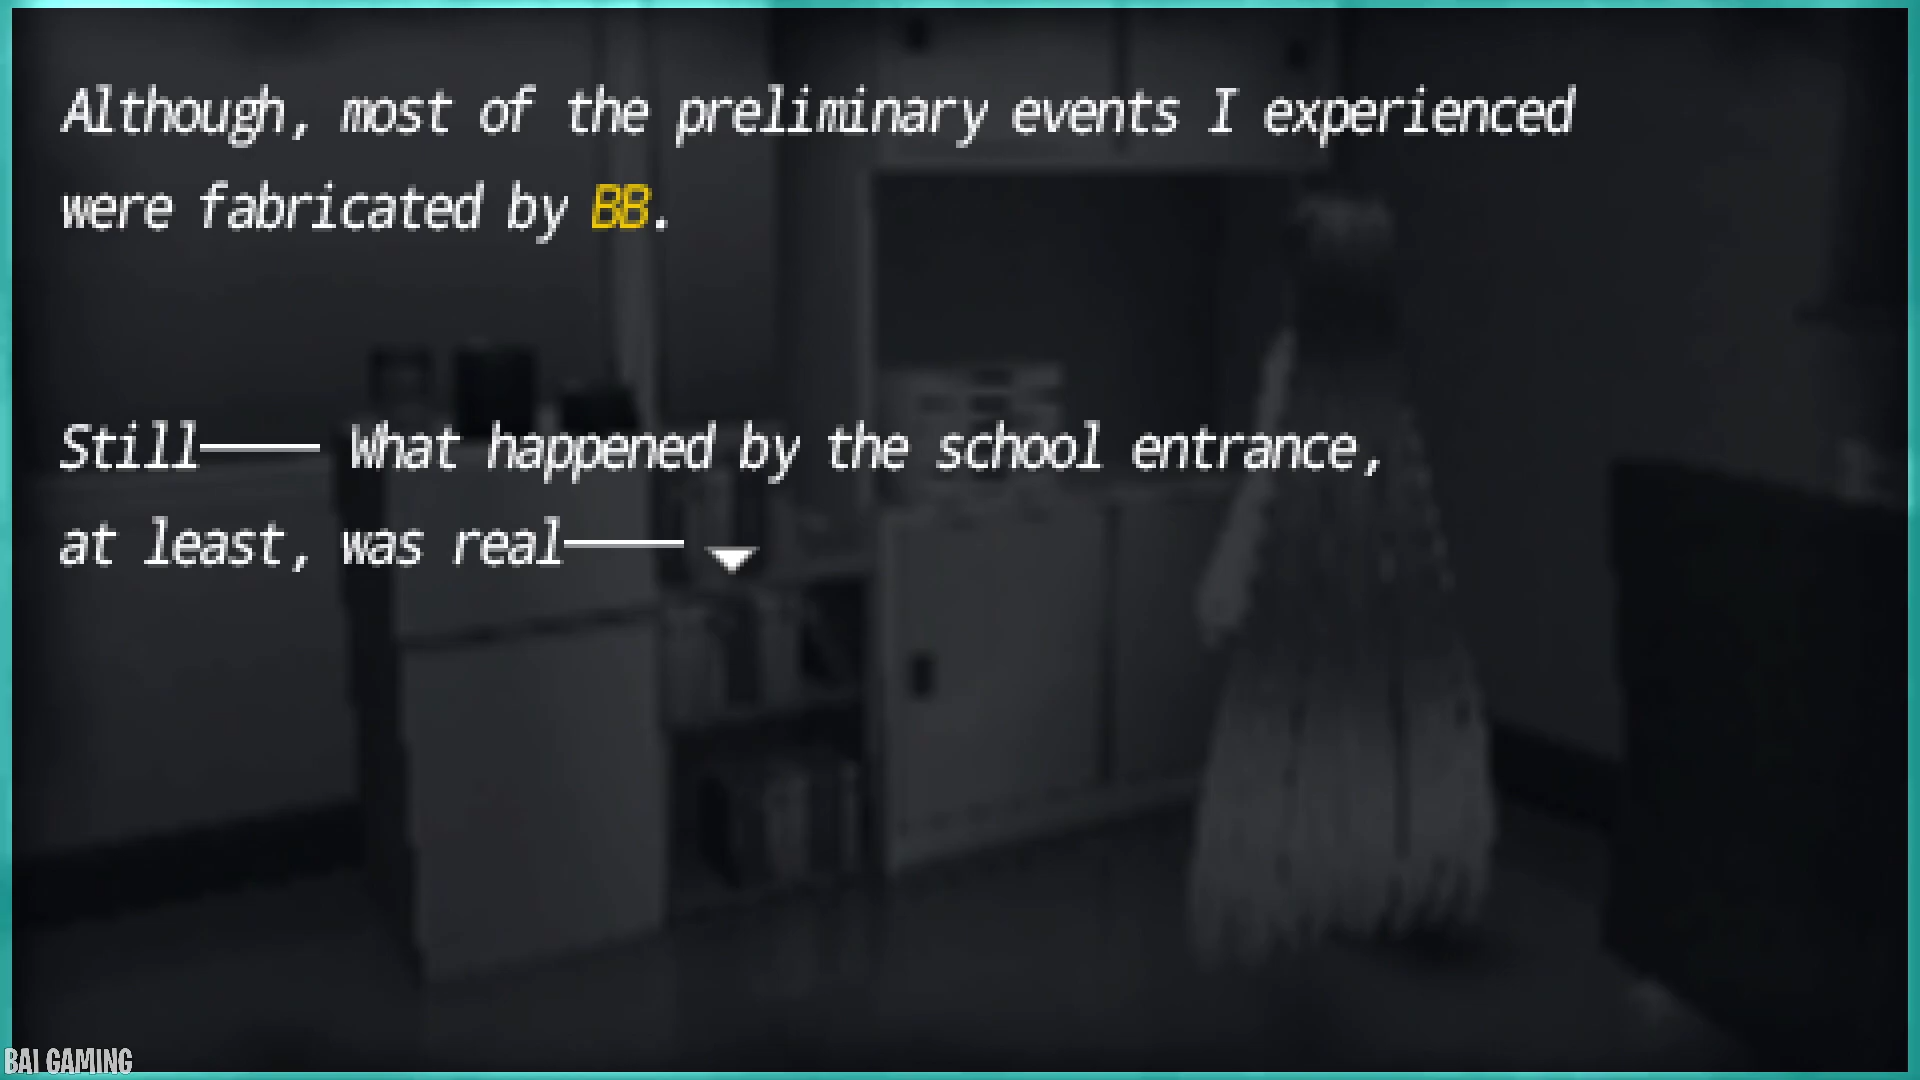 Although, most of the preliminary events I experienced
were fabricated by BB.
Still―― What happened by the school entrance,
at least, was real――
BAI GAMING